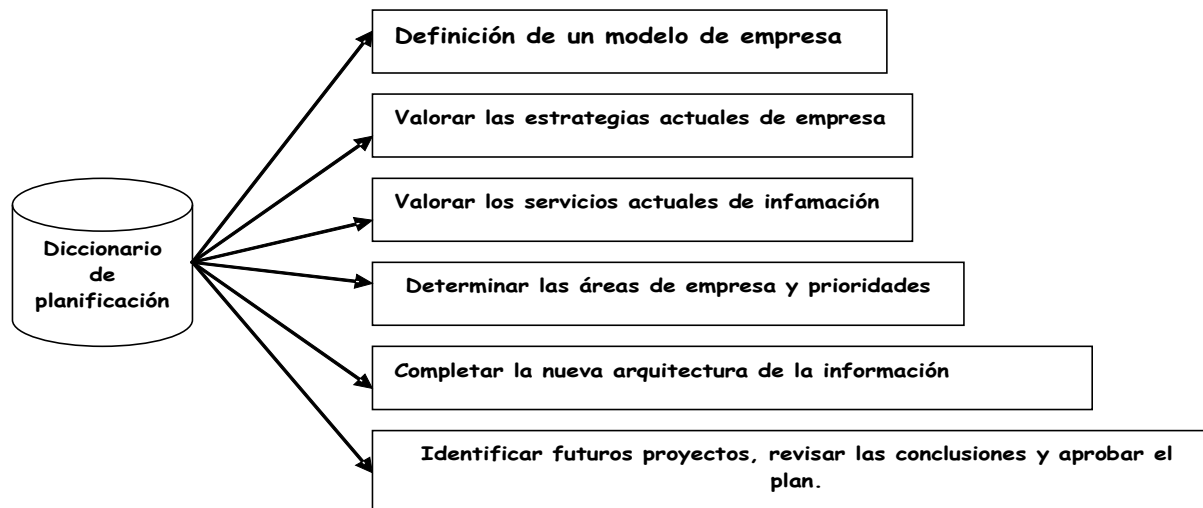 Definición de un modelo de empresa
Valorar las estrategias actuales de empresa
Valorar los servicios actuales de infamación
Diccionario
de
planificación
Determinar las áreas de empresa y prioridades
Completar la nueva arquitectura de la información
Identificar futuros proyectos, revisar las conclusiones y aprobar el
plan.